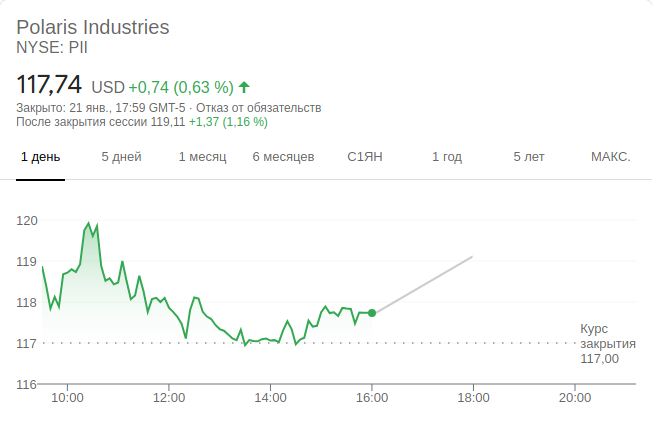 Polaris Industries
NYSE: PII
117,74 USD +0,74 (0,63 %)
Закрыто: 21 янв., 17:59 GMT-5 · Отказ от обязательств
После закрытия сессии 119,11 +1,37 (1,16 %)
1 день 5 дней 1 месяц 6 месяцев С1ЯН 1 год 5 лет МАКС.
120
119
118
117
116
Курс
закрытия
117,00
10:00 12:00 14:00 16:00 18:00 20:00